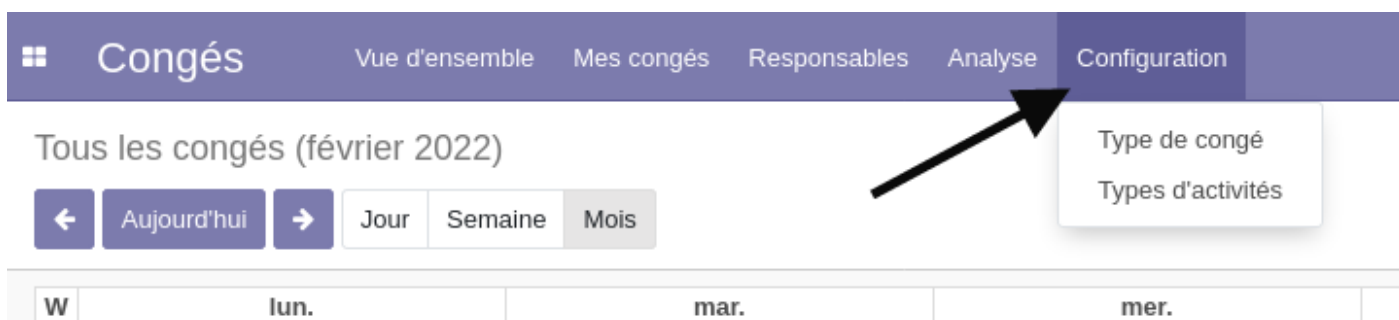 Congés Vue d'ensemble Mes congés Responsables Analyse Configuration
Type de congé
Types d'activités
Tous les congés (février 2022)
Aujourd'hui Jour Semaine Mois
W lun. mar. mer.